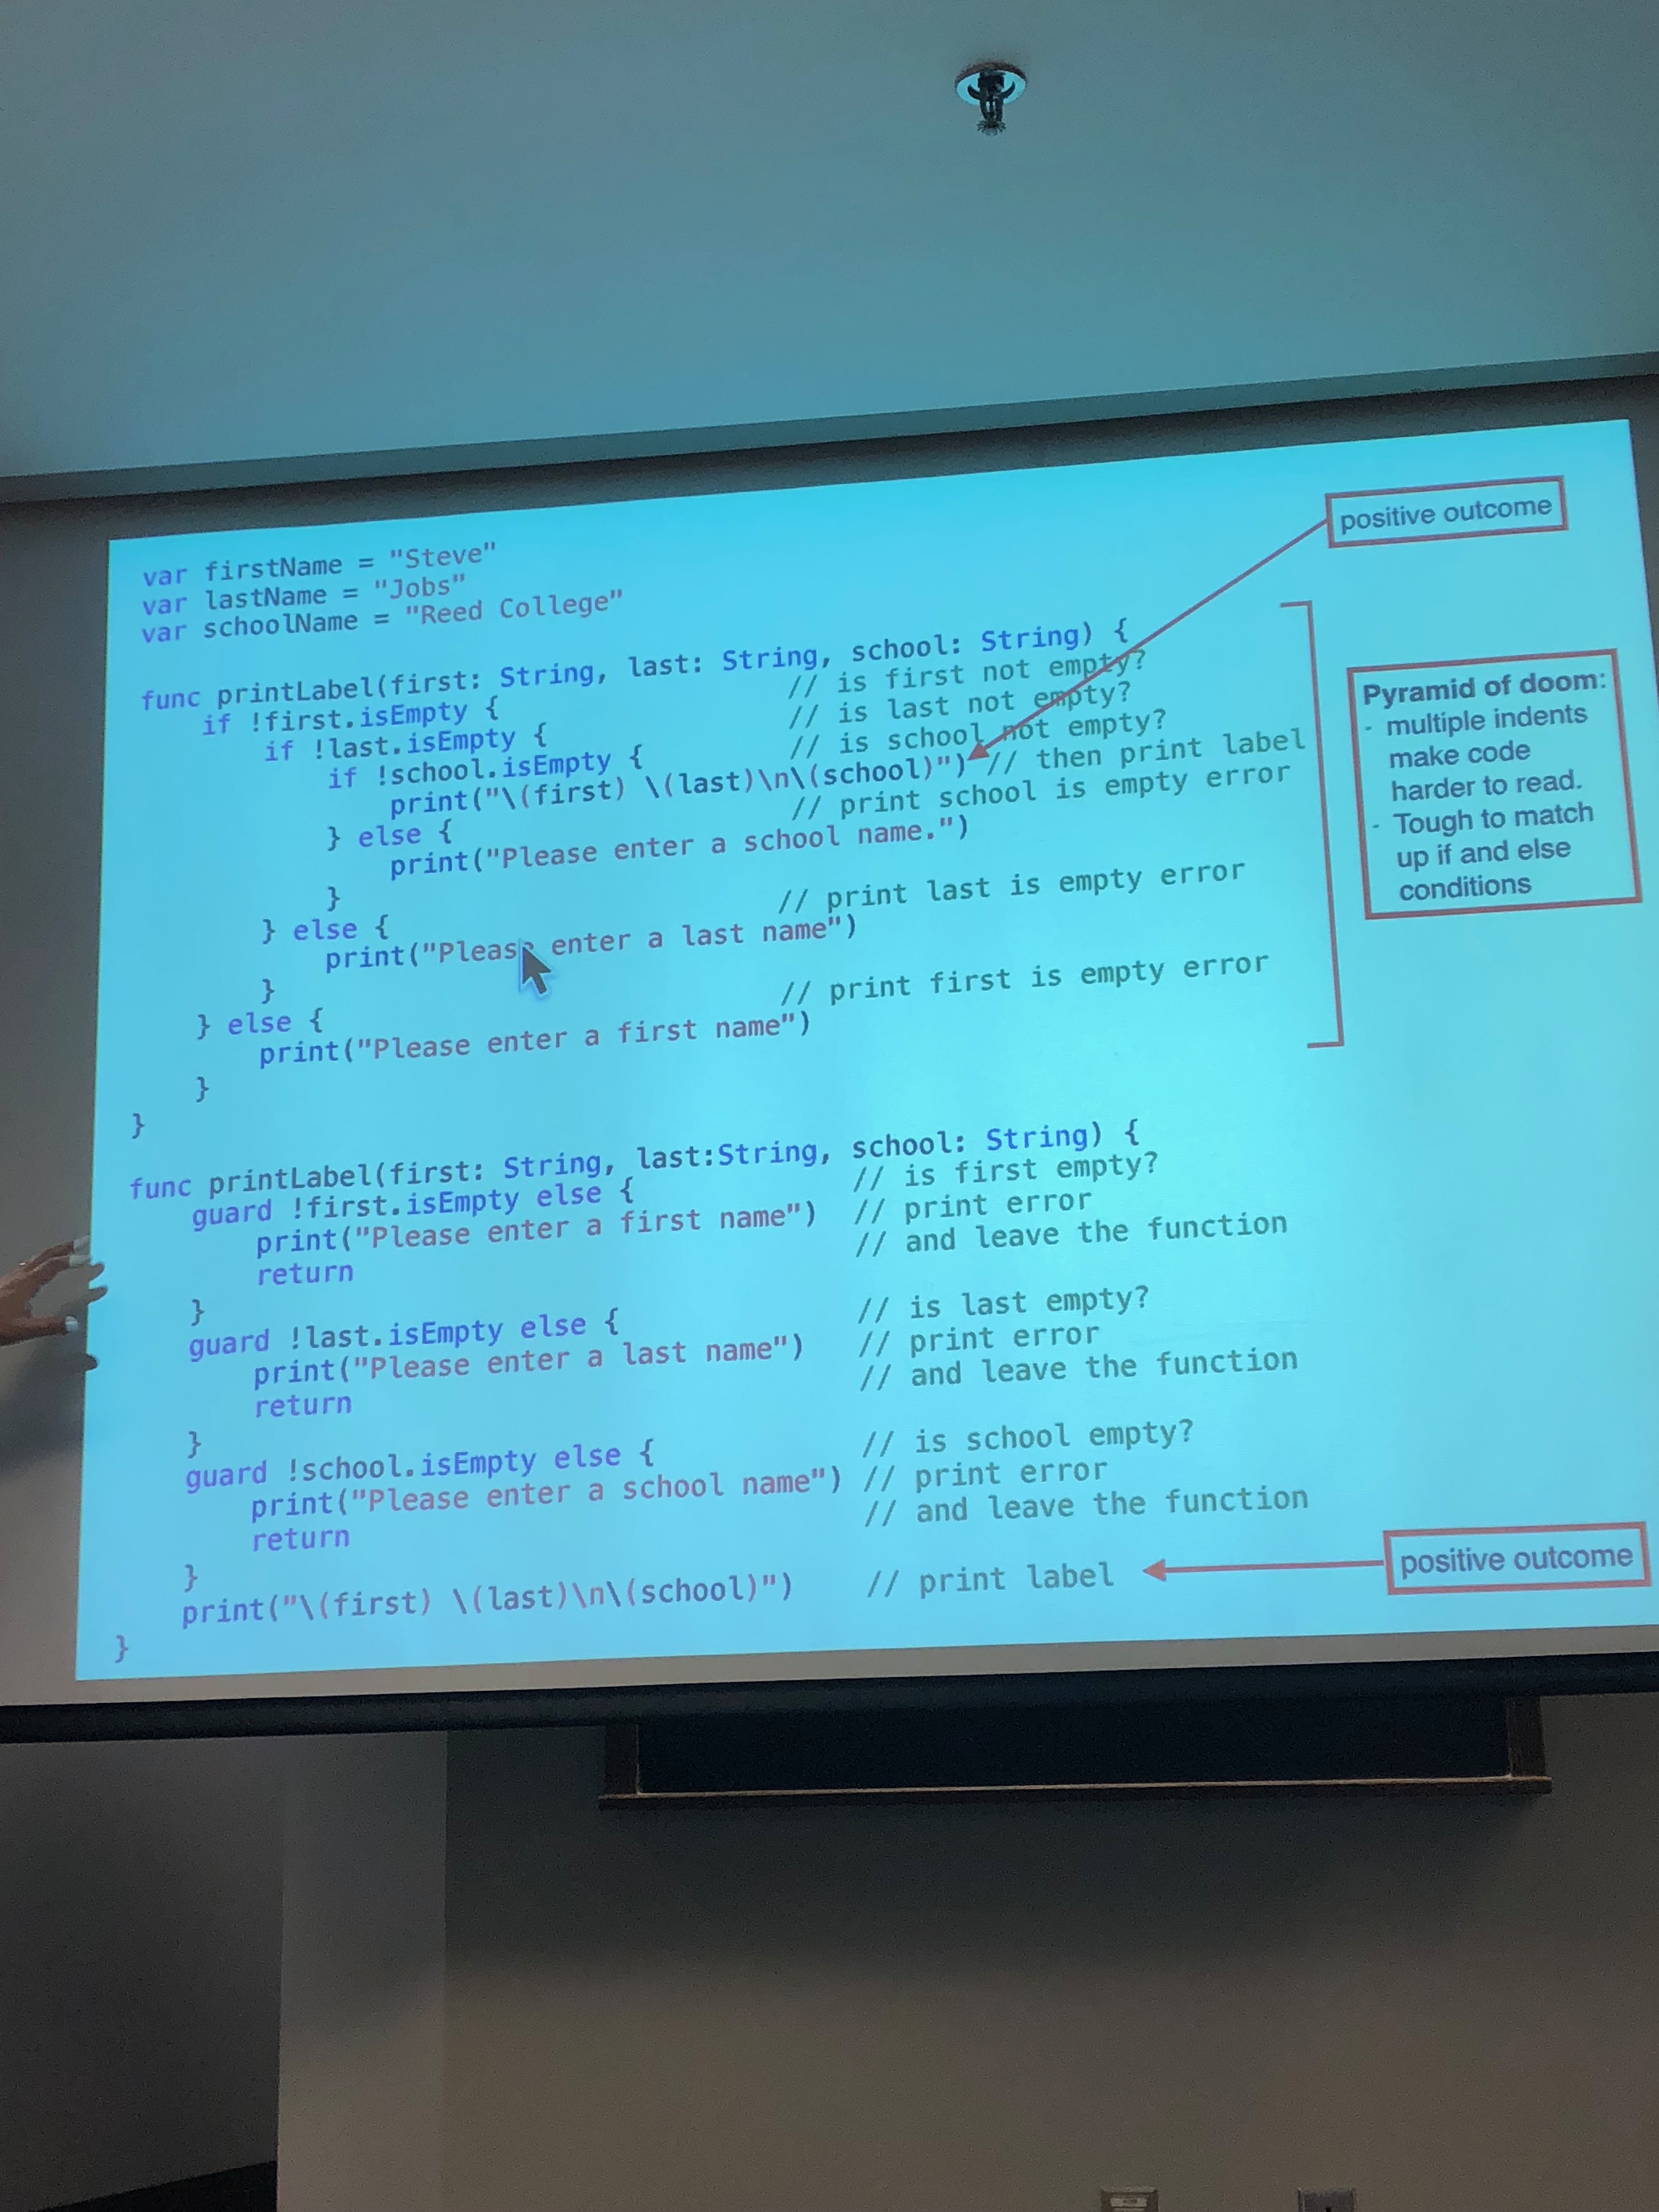 positive outcome
var firstName = "Steve"
var lastName = "Jobs"
var schoolName = "Reed College"
func printLabel(first: String, last: String, school: String) {
    if !first.isEmpty {                  // is first not empty?
        if !last.isEmpty {               // is last not empty?
            if !school.isEmpty {         // is school not empty?
                print("\(first) \(last)\n\(school)") // then print label
            } else {                     // print school is empty error
                print("Please enter a school name.")
            }
        } else {                         // print last is empty error
            print("Please enter a last name")
        }
    } else {                             // print first is empty error
        print("Please enter a first name")
    }
}
Pyramid of doom:
- multiple indents
make code
harder to read.
- Tough to match
up if and else
conditions
func printLabel(first: String, last:String, school: String) {
    guard !first.isEmpty else {              // is first empty?
        print("Please enter a first name")   // print error
        return                               // and leave the function
    }
    guard !last.isEmpty else {               // is last empty?
        print("Please enter a last name")    // print error
        return                               // and leave the function
    }
    guard !school.isEmpty else {             // is school empty?
        print("Please enter a school name")  // print error
        return                               // and leave the function
    }
    print("\(first) \(last)\n\(school)")     // print label
}
positive outcome